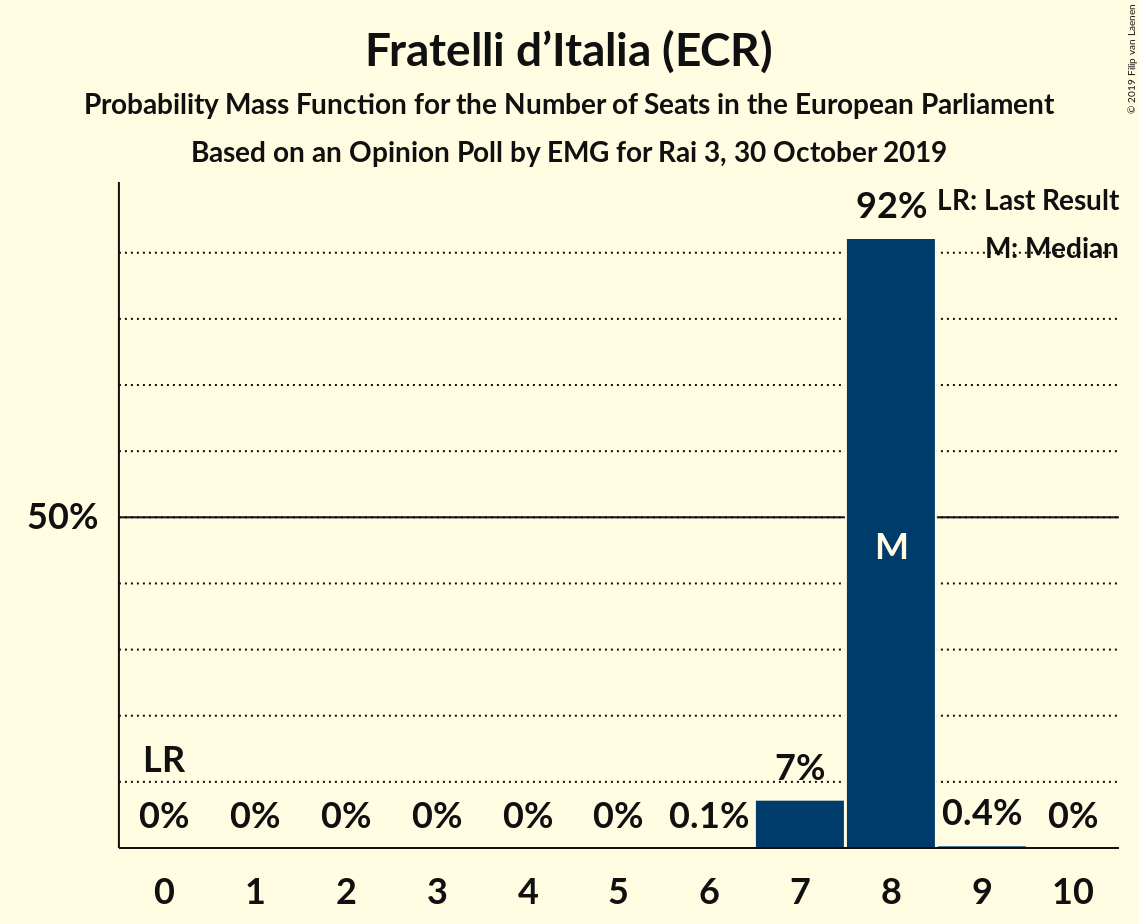 Fratelli d’Italia (ECR)
Probability Mass Function for the Number of Seats in the European Parliament
Based on an Opinion Poll by EMG for Rai 3, 30 October 2019
© 2019 Filip van Laenen
LR: Last Result
M: Median
92%
50%
M
LR
7%
0% 0% 0% 0% 0% 0% 0.1% 0.4% 0%
0 1 2 3 4 5 6 7 8 9 10